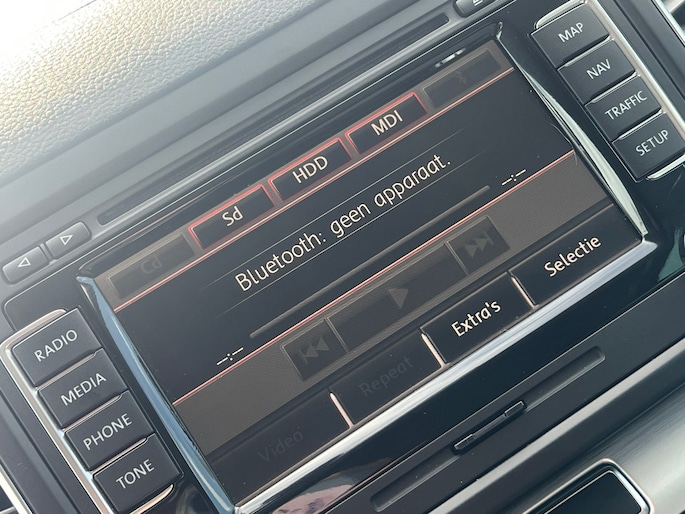 Cd
Sd
HDD
MDI
Bluetooth: geen apparaat.
--:--
--:--
Video
Repeat
Extra's
Selectie
RADIO
MEDIA
PHONE
TONE
MAP
NAV
TRAFFIC
SETUP